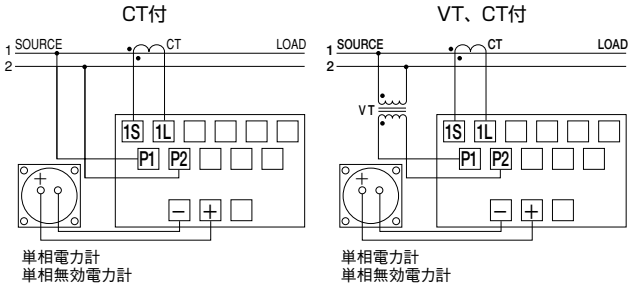 CT付
1 SOURCE CT LOAD
2
1S 1L
P1 P2
+
− +
単相電力計
単相無効電力計
VT、CT付
1 SOURCE CT LOAD
2
VT
1S 1L
P1 P2
+
− +
単相電力計
単相無効電力計